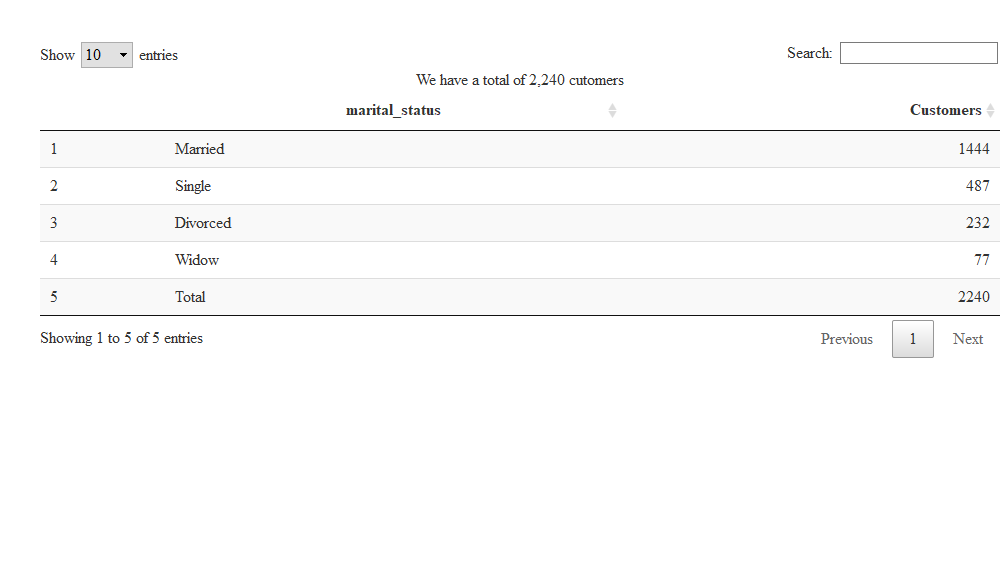 Show 10 entries Search:
We have a total of 2,240 cutomers
marital_status Customers
1 Married 1444
2 Single 487
3 Divorced 232
4 Widow 77
5 Total 2240
Showing 1 to 5 of 5 entries Previous 1 Next